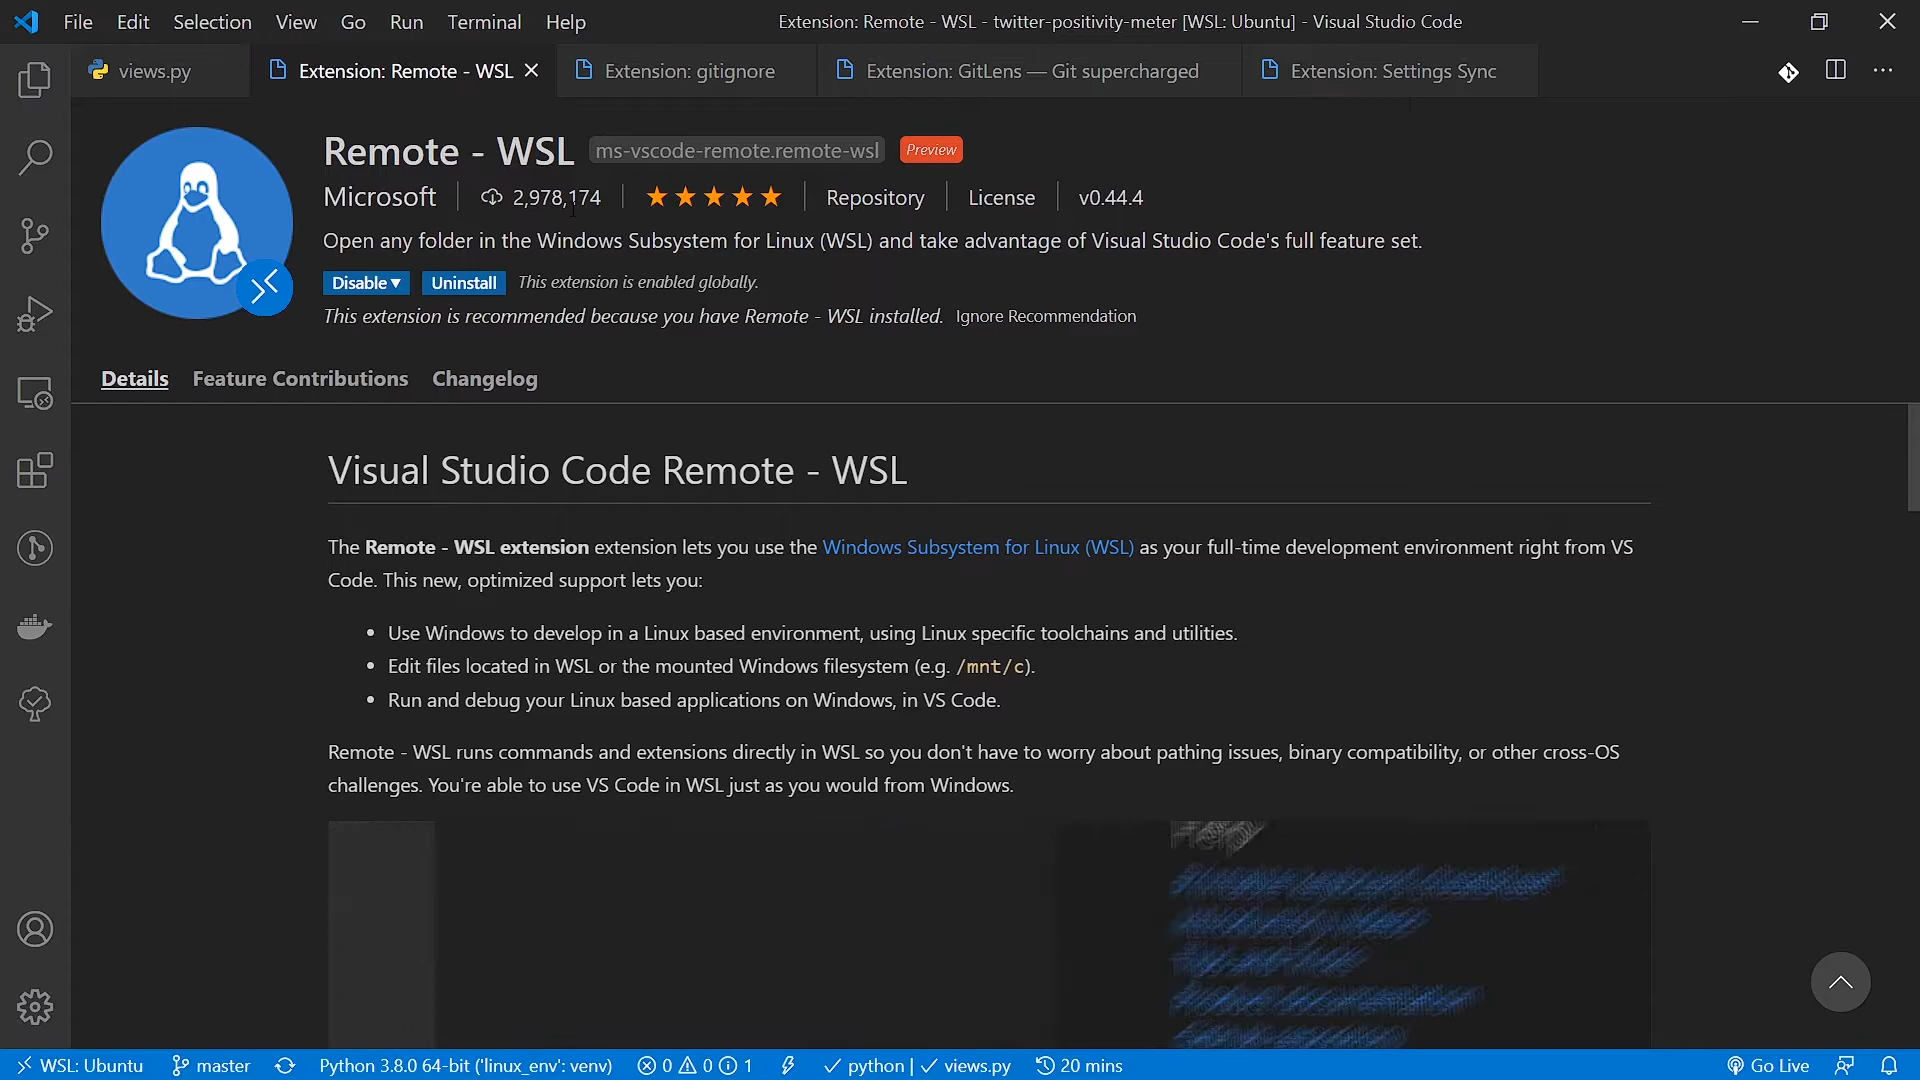 File Edit Selection View Go Run Terminal Help
Extension: Remote - WSL - twitter-positivity-meter [WSL: Ubuntu] - Visual Studio Code
views.py
Extension: Remote - WSL
Extension: gitignore
Extension: GitLens — Git supercharged
Extension: Settings Sync
Remote - WSL ms-vscode-remote.remote-wsl Preview
Microsoft 2,978,174 Repository License v0.44.4
Open any folder in the Windows Subsystem for Linux (WSL) and take advantage of Visual Studio Code's full feature set.
Disable Uninstall This extension is enabled globally.
This extension is recommended because you have Remote - WSL installed. Ignore Recommendation
Details Feature Contributions Changelog
Visual Studio Code Remote - WSL
The Remote - WSL extension extension lets you use the Windows Subsystem for Linux (WSL) as your full-time development environment right from VS
Code. This new, optimized support lets you:
• Use Windows to develop in a Linux based environment, using Linux specific toolchains and utilities.
• Edit files located in WSL or the mounted Windows filesystem (e.g. /mnt/c).
• Run and debug your Linux based applications on Windows, in VS Code.
Remote - WSL runs commands and extensions directly in WSL so you don't have to worry about pathing issues, binary compatibility, or other cross-OS
challenges. You're able to use VS Code in WSL just as you would from Windows.
WSL: Ubuntu master Python 3.8.0 64-bit ('linux_env': venv) 0 0 1 python | views.py 20 mins Go Live